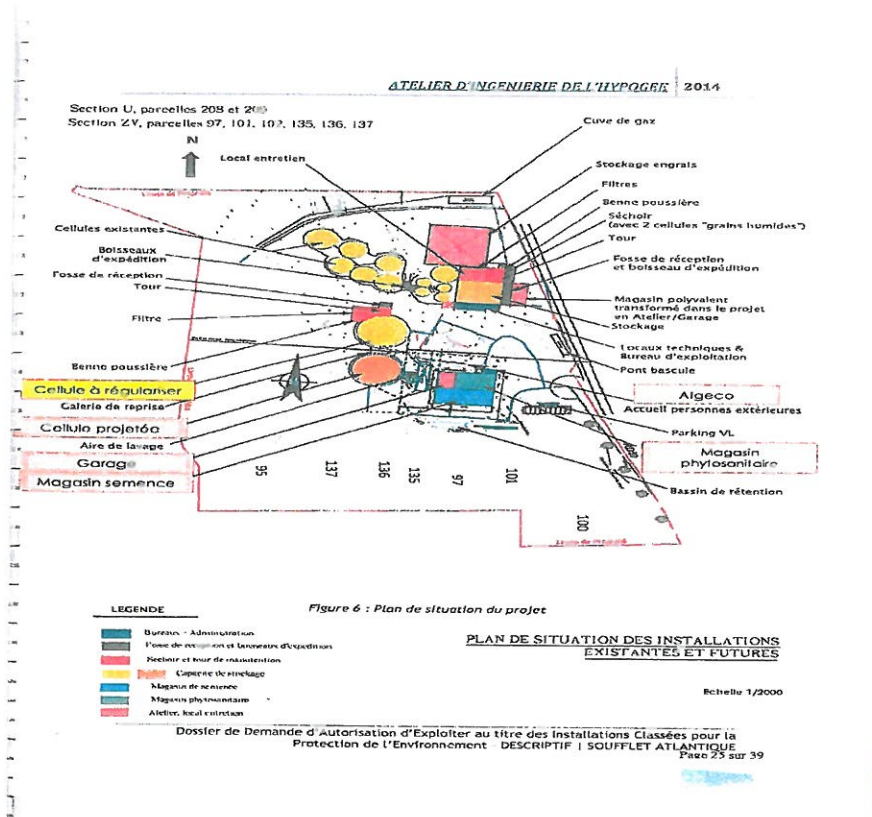 ATELIER D'INGENIERIE DE L'HYPOGEE 2014
Section U, parcelles 208 et
Section ZV, parcelles 97, 101, 102, 135, 136, 137
N
Cuve de gaz
Local entretien
Stockage engrais
Filtres
Benne poussière
Séchoir
(avec 2 cellules "grains humides")
Tour
Fosse de réception
et boisseau d'expédition
Magasin polyvalent
transformé dans le projet
en Atelier/Garage
Stockage
Locaux techniques &
Bureau d'exploitation
Pont bascule
Algeco
Accueil personnes extérieures
Parking VL
Magasin
phytosanitaire
Bassin de rétention
Cellules existantes
Boisseaux
d'expédition
Fosse de réception
Tour
Filtre
Benne poussière
Cellule à régulariser
Galerie de reprise
Cellule projetée
Aire de lavage
Garage
Magasin semence
95
137
136
135
97
101
100
LEGENDE
Figure 6 : Plan de situation du projet
Bureaux - Administration
Fosse de réception et boisseaux d'expédition
Séchoir et tour de manutention
Capacité de stockage
Magasin de semence
Magasin phytosanitaire
Atelier, local entretien
PLAN DE SITUATION DES INSTALLATIONS
EXISTANTES ET FUTURES
Echelle 1/2000
Dossier de Demande d'Autorisation d'Exploiter au titre des Installations Classées pour la
Protection de l'Environnement - DESCRIPTIF | SOUFFLET ATLANTIQUE
Page 25 sur 39